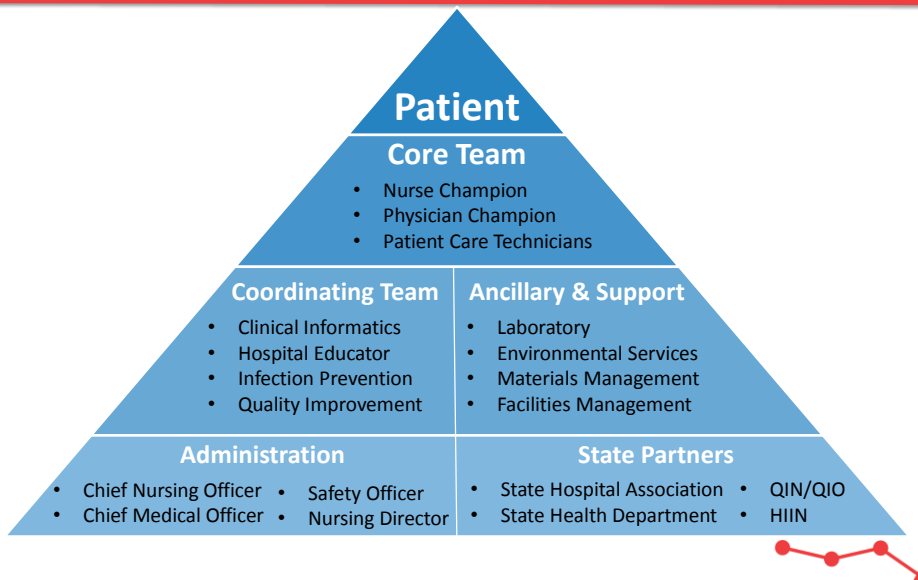 Patient
Core Team
• Nurse Champion
• Physician Champion
• Patient Care Technicians
Coordinating Team
• Clinical Informatics
• Hospital Educator
• Infection Prevention
• Quality Improvement
Ancillary & Support
• Laboratory
• Environmental Services
• Materials Management
• Facilities Management
Administration
• Chief Nursing Officer
• Chief Medical Officer
• Safety Officer
• Nursing Director
State Partners
• State Hospital Association
• State Health Department
• QIN/QIO
• HIIN